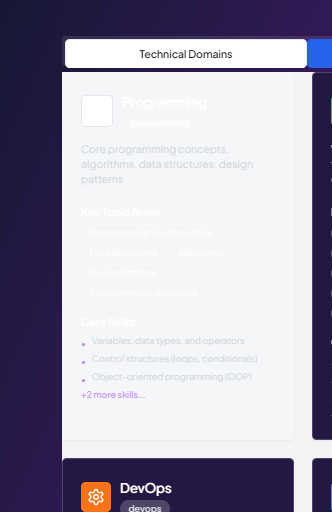 Technical Domains
Programming
programming
Core programming concepts,
algorithms, data structures, design
patterns
Key Topic Areas:
Programming Fundamentals
Data Structures Algorithms
Design Patterns
Programming Languages
Core Skills:
Variables, data types, and operators
Control structures (loops, conditionals)
Object-oriented programming (OOP)
+2 more skills...
DevOps
devops